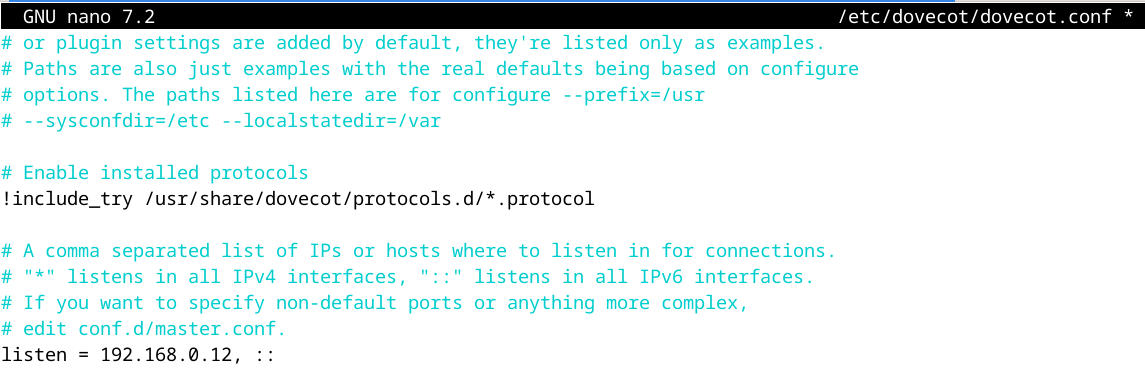 GNU nano 7.2 /etc/dovecot/dovecot.conf *
# or plugin settings are added by default, they're listed only as examples.
# Paths are also just examples with the real defaults being based on configure
# options. The paths listed here are for configure --prefix=/usr
# --sysconfdir=/etc --localstatedir=/var
# Enable installed protocols
!include_try /usr/share/dovecot/protocols.d/*.protocol
# A comma separated list of IPs or hosts where to listen in for connections.
# "*" listens in all IPv4 interfaces, "::" listens in all IPv6 interfaces.
# If you want to specify non-default ports or anything more complex,
# edit conf.d/master.conf.
listen = 192.168.0.12, ::